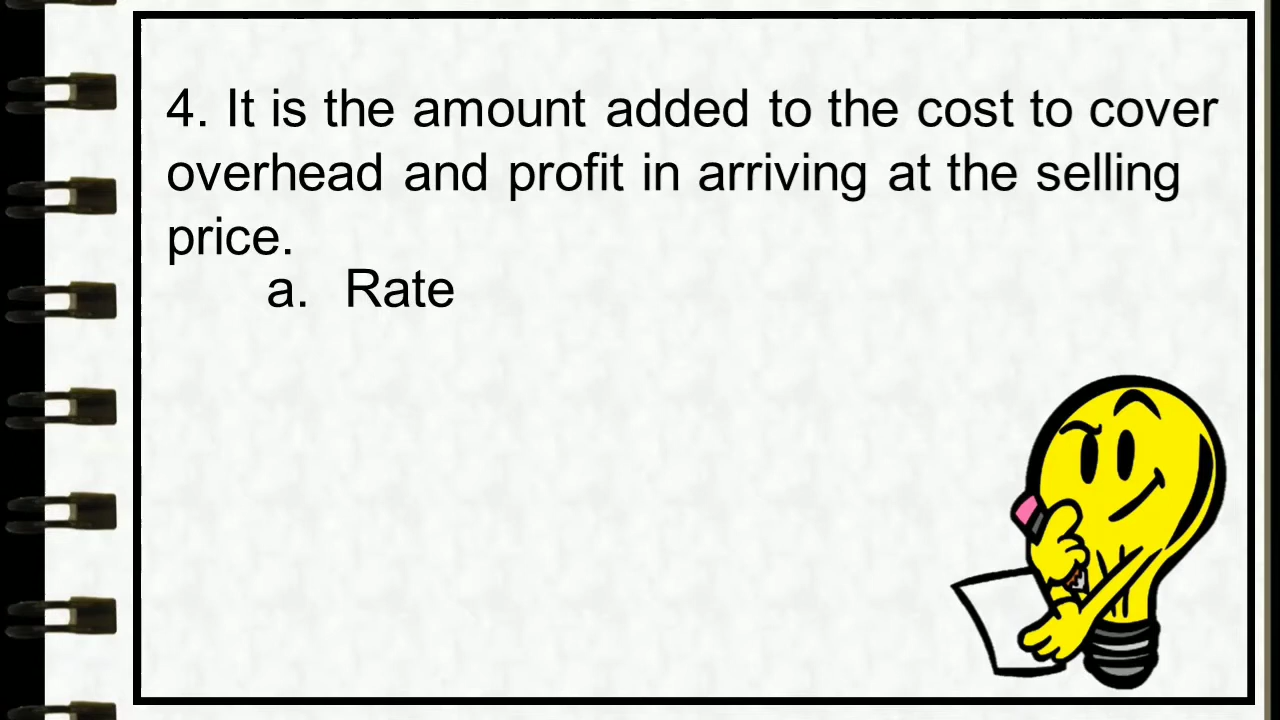 4. It is the amount added to the cost to cover
overhead and profit in arriving at the selling
price.
a. Rate